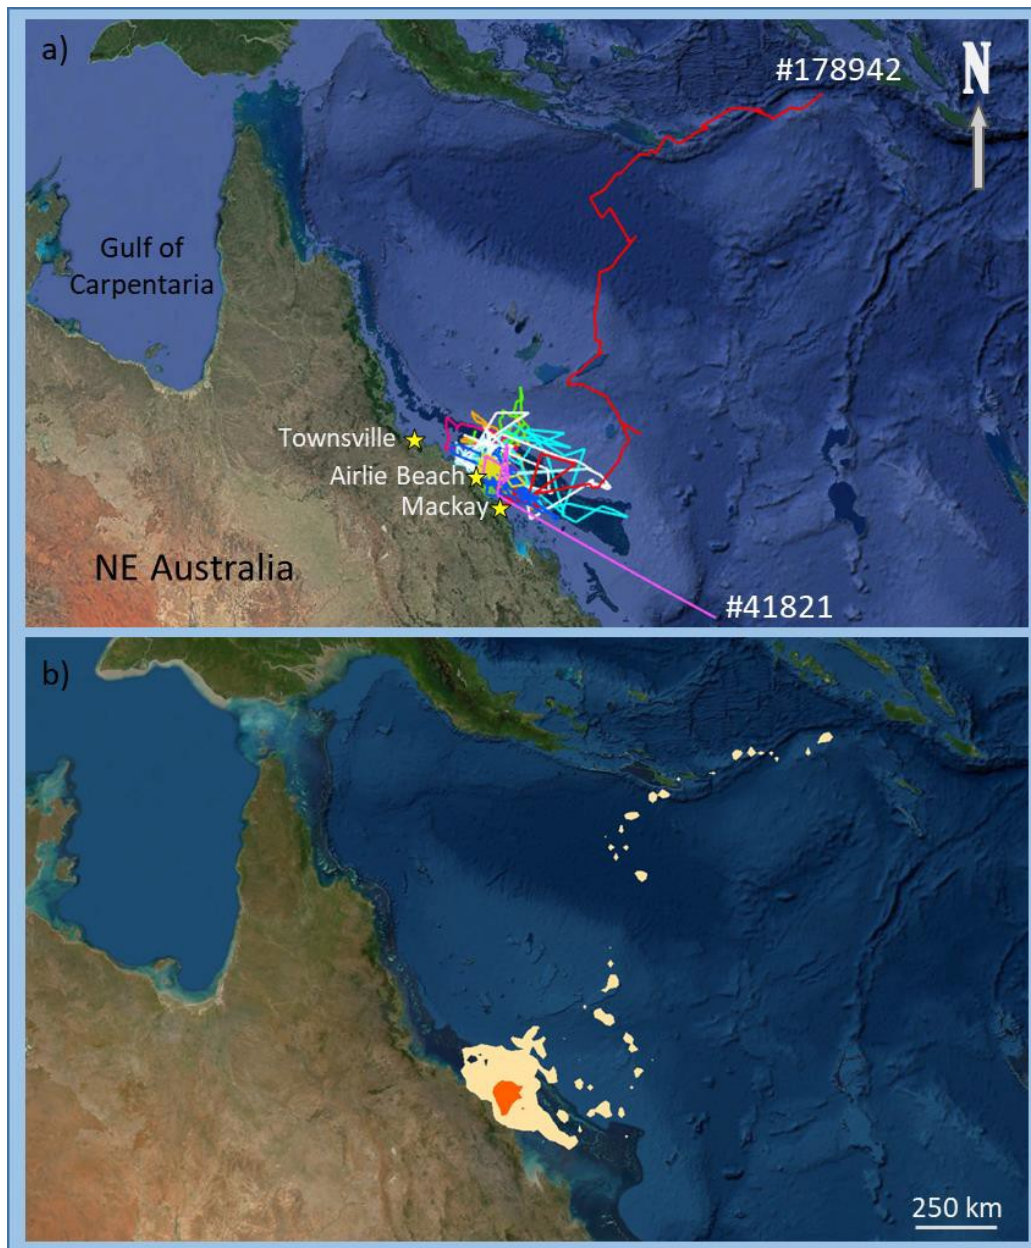 a)
#178942
N
Gulf of
Carpentaria
Townsville
Airlie Beach
Mackay
NE Australia
#41821
b)
250 km